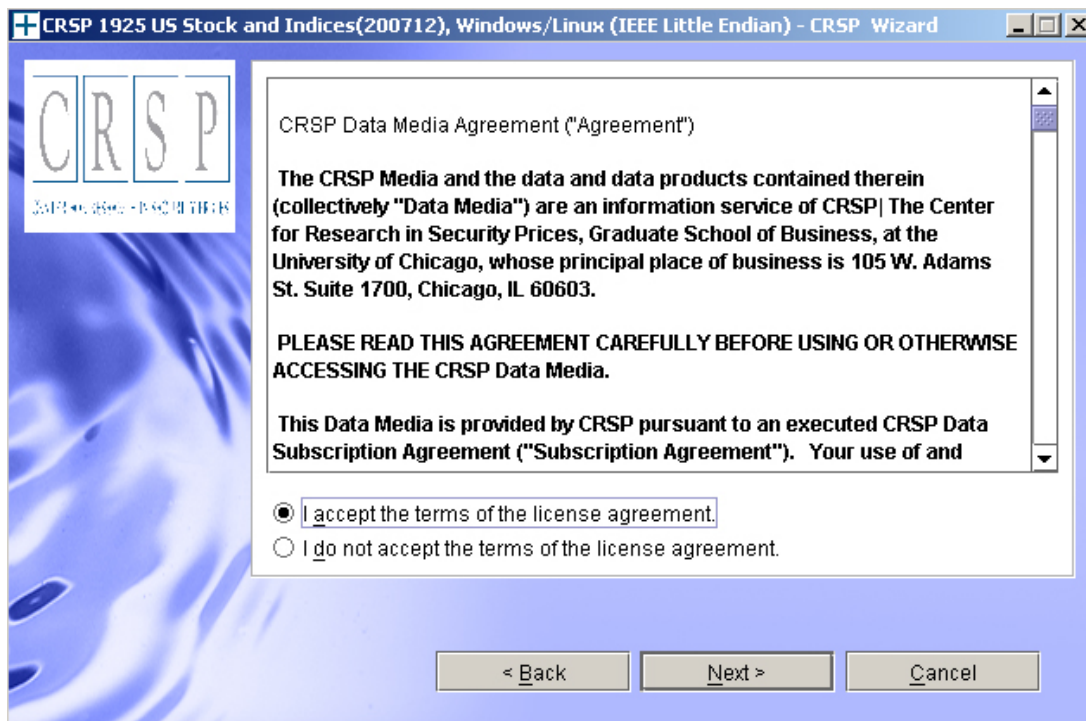 CRSP 1925 US Stock and Indices(200712), Windows/Linux (IEEE Little Endian) - CRSP Wizard
CRSP
CRSP Data Media Agreement ("Agreement")
The CRSP Media and the data and data products contained therein
(collectively "Data Media") are an information service of CRSP| The Center
for Research in Security Prices, Graduate School of Business, at the
University of Chicago, whose principal place of business is 105 W. Adams
St. Suite 1700, Chicago, IL 60603.
PLEASE READ THIS AGREEMENT CAREFULLY BEFORE USING OR OTHERWISE
ACCESSING THE CRSP Data Media.
This Data Media is provided by CRSP pursuant to an executed CRSP Data
Subscription Agreement ("Subscription Agreement"). Your use of and
I accept the terms of the license agreement.
I do not accept the terms of the license agreement.
< Back
Next >
Cancel